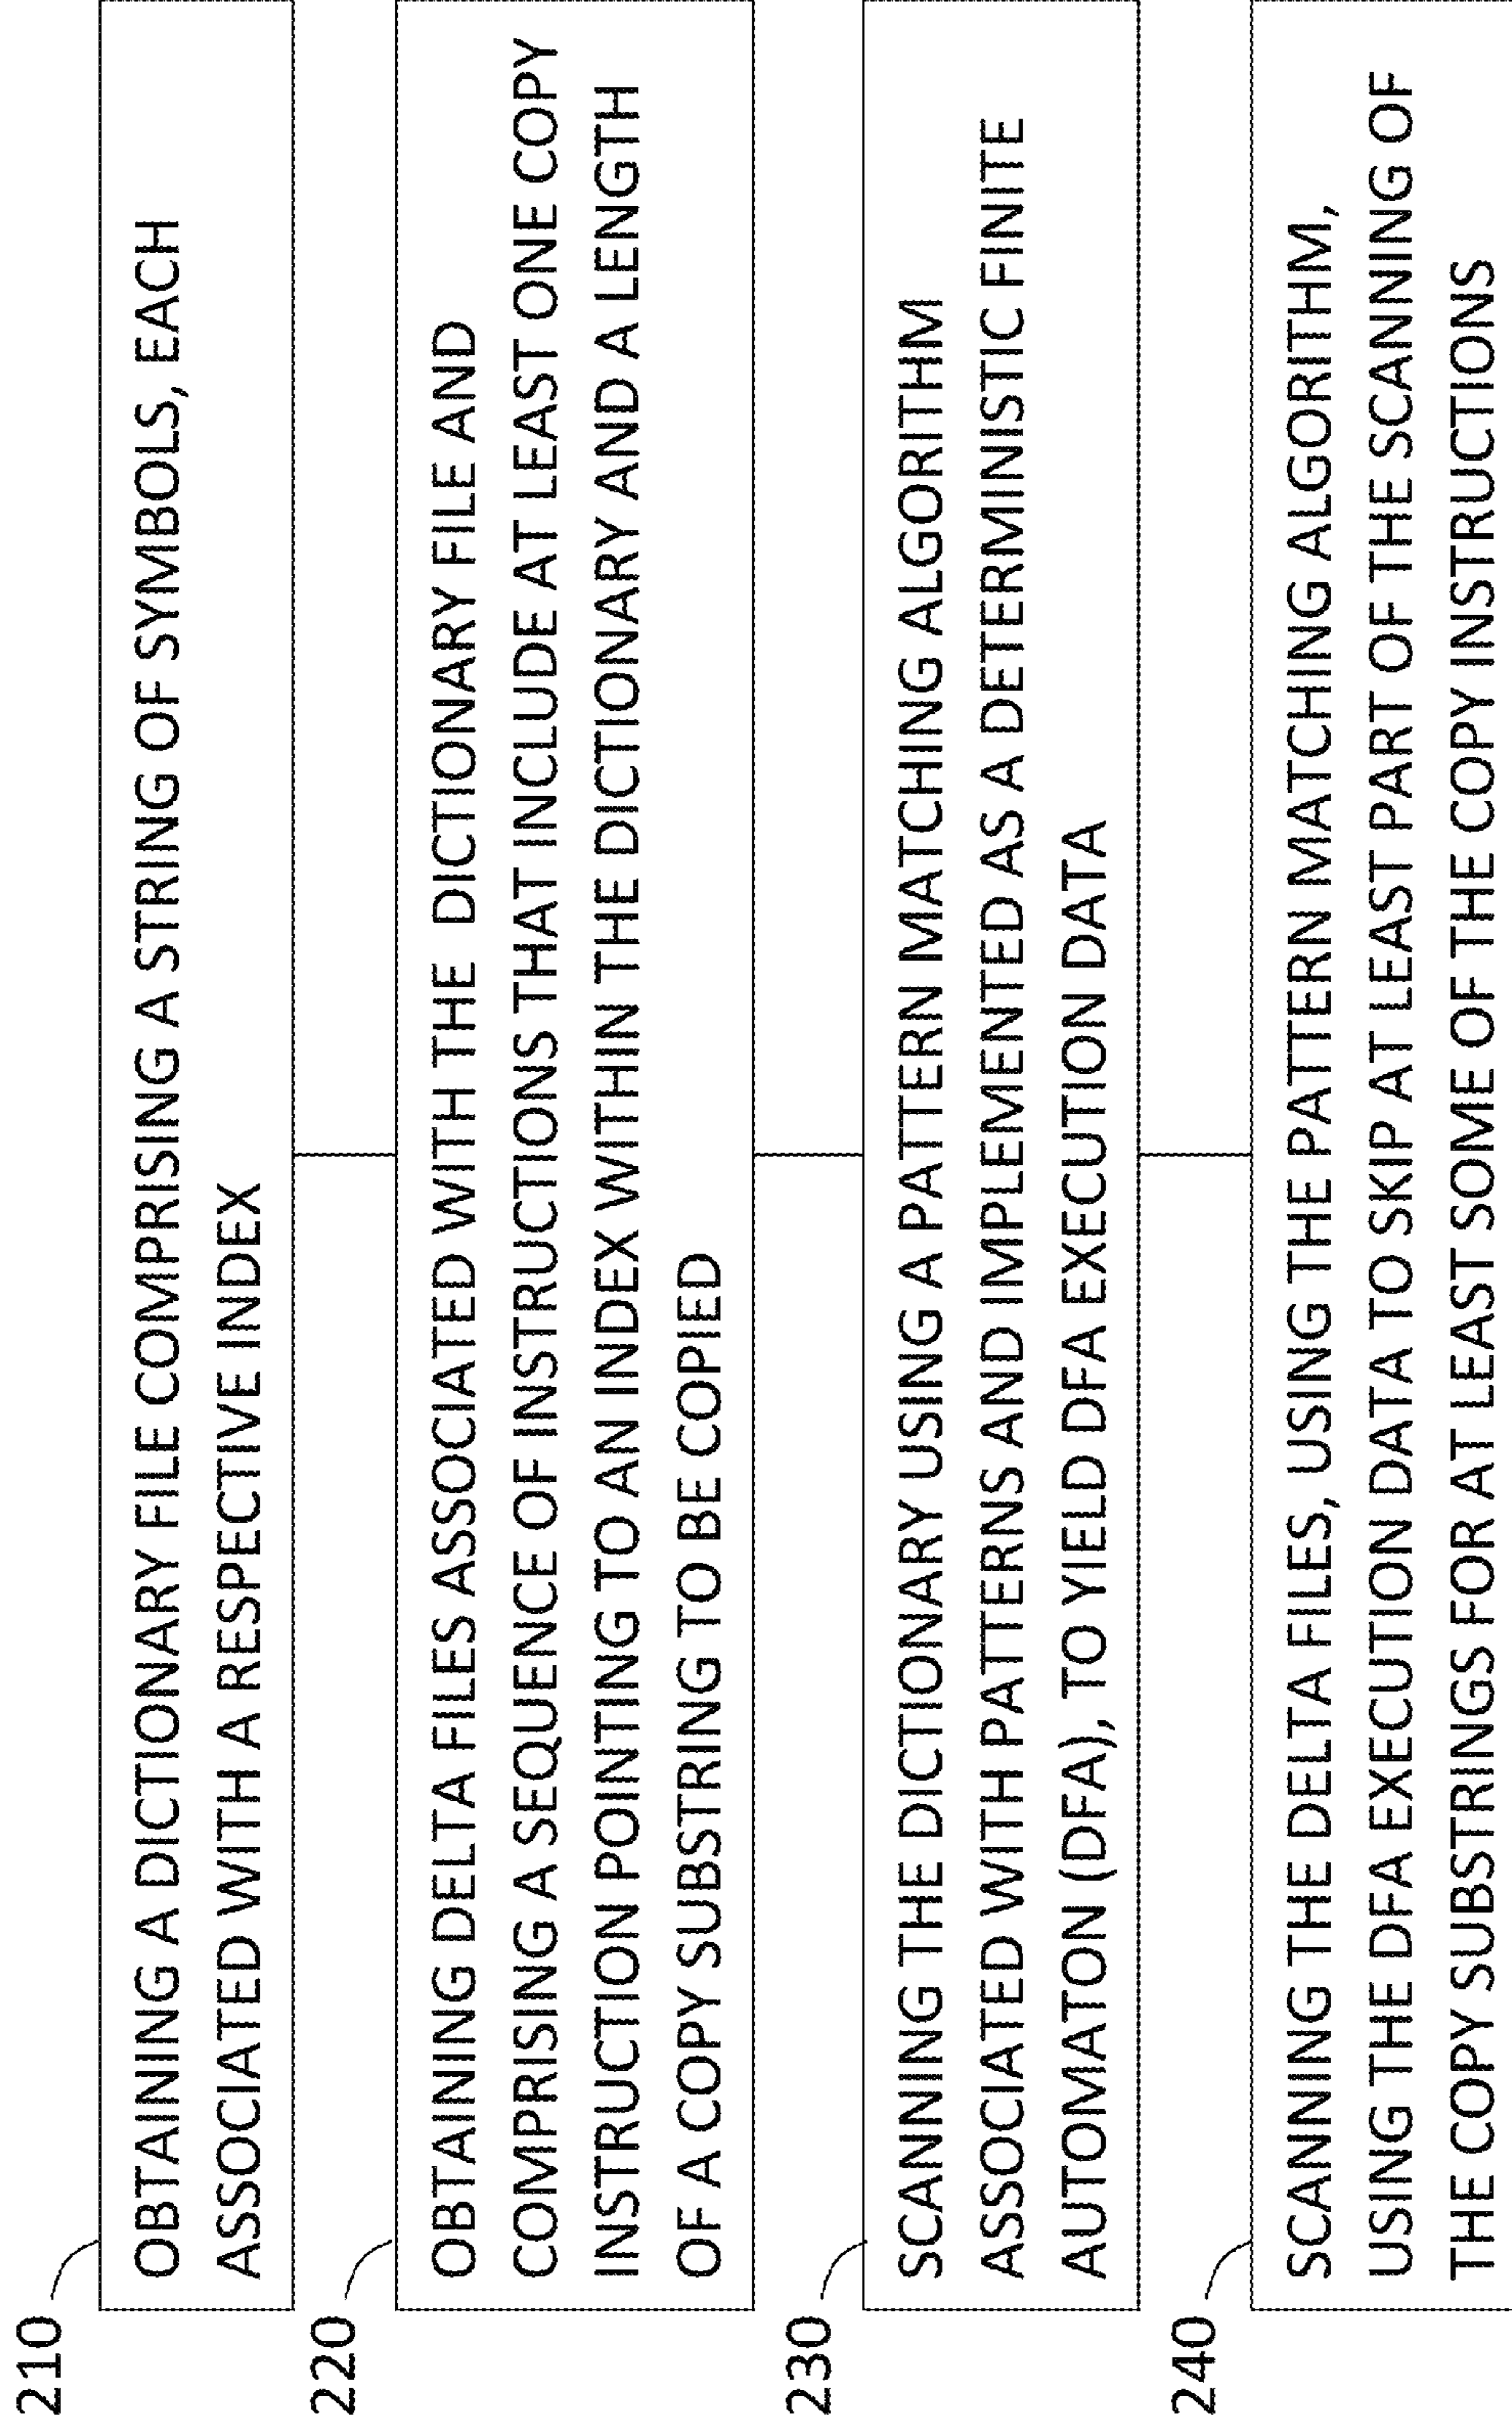 210
OBTAINING A DICTIONARY FILE COMPRISING A STRING OF SYMBOLS, EACH
ASSOCIATED WITH A RESPECTIVE INDEX
220
OBTAINING DELTA FILES ASSOCIATED WITH THE DICTIONARY FILE AND
COMPRISING A SEQUENCE OF INSTRUCTIONS THAT INCLUDE AT LEAST ONE COPY
INSTRUCTION POINTING TO AN INDEX WITHIN THE DICTIONARY AND A LENGTH
OF A COPY SUBSTRING TO BE COPIED
230
SCANNING THE DICTIONARY USING A PATTERN MATCHING ALGORITHM
ASSOCIATED WITH PATTERNS AND IMPLEMENTED AS A DETERMINISTIC FINITE
AUTOMATON (DFA), TO YIELD DFA EXECUTION DATA
240
SCANNING THE DELTA FILES, USING THE PATTERN MATCHING ALGORITHM,
USING THE DFA EXECUTION DATA TO SKIP AT LEAST PART OF THE SCANNING OF
THE COPY SUBSTRINGS FOR AT LEAST SOME OF THE COPY INSTRUCTIONS